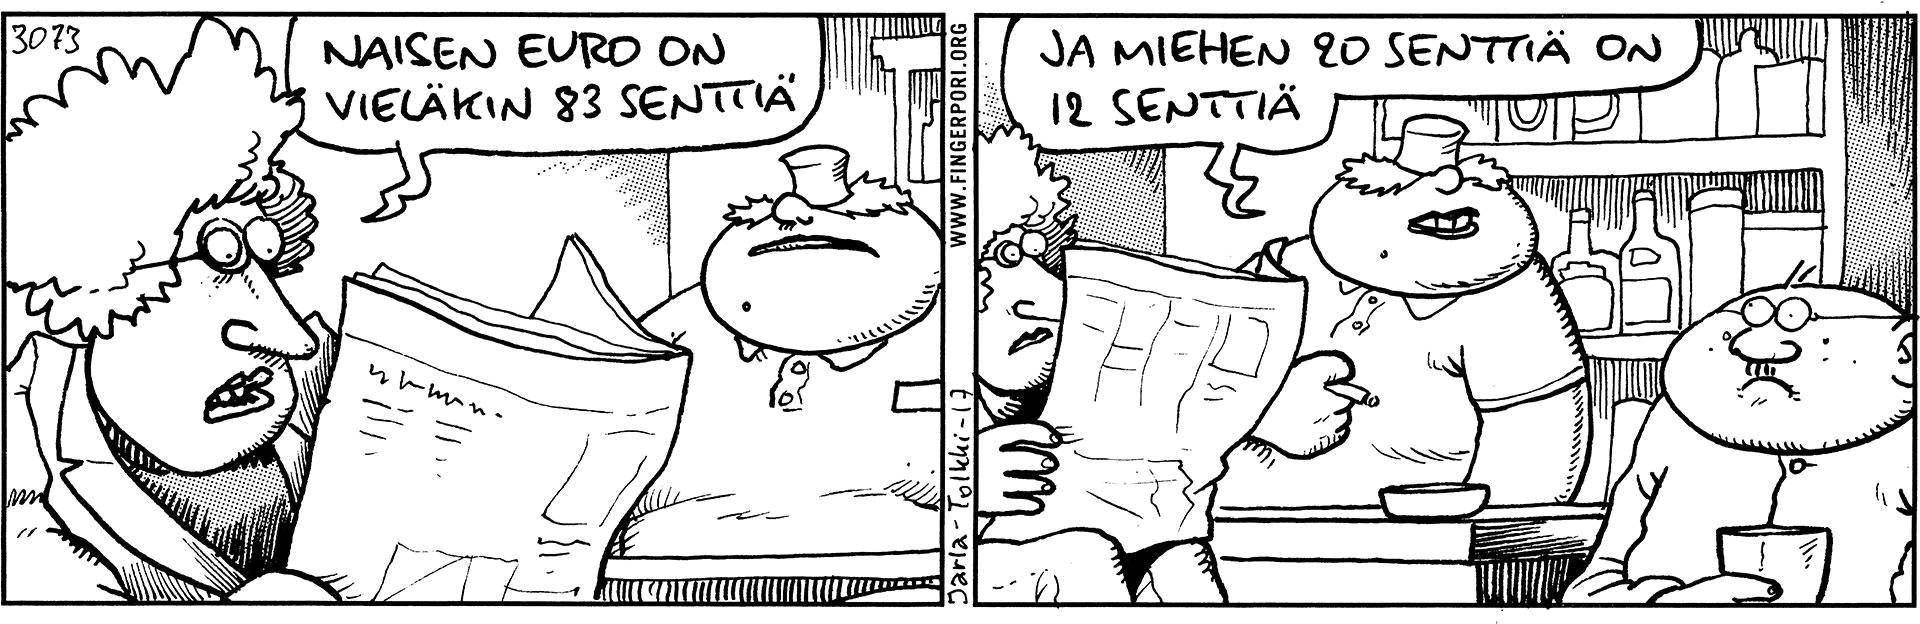 3073
NAISEN EURO ON
VIELÄKIN 83 SENTTIÄ
WWW.FINGERPORI.ORG
Jarla-Tolkki-17
JA MIEHEN 20 SENTTIÄ ON
12 SENTTIÄ